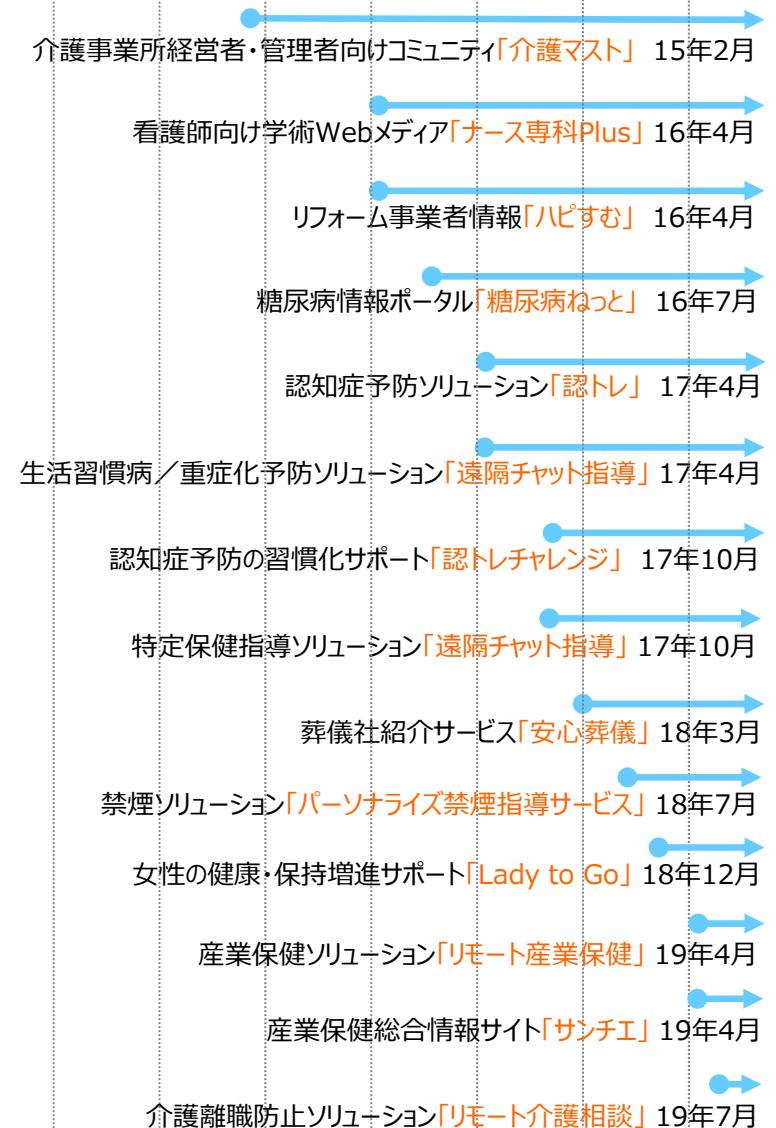 介護事業所経営者・管理者向けコミュニティ「介護マスト」 15年2月
看護師向け学術Webメディア「ナース専科Plus」 16年4月
リフォーム事業者情報「ハピすむ」 16年4月
糖尿病情報ポータル「糖尿病ねっと」 16年7月
認知症予防ソリューション「認トレ」 17年4月
生活習慣病／重症化予防ソリューション「遠隔チャット指導」 17年4月
認知症予防の習慣化サポート「認トレチャレンジ」 17年10月
特定保健指導ソリューション「遠隔チャット指導」 17年10月
葬儀社紹介サービス「安心葬儀」 18年3月
禁煙ソリューション「パーソナライズ禁煙指導サービス」 18年7月
女性の健康・保持増進サポート「Lady to Go」 18年12月
産業保健ソリューション「リモート産業保健」 19年4月
産業保健総合情報サイト「サンチエ」 19年4月
介護離職防止ソリューション「リモート介護相談」 19年7月